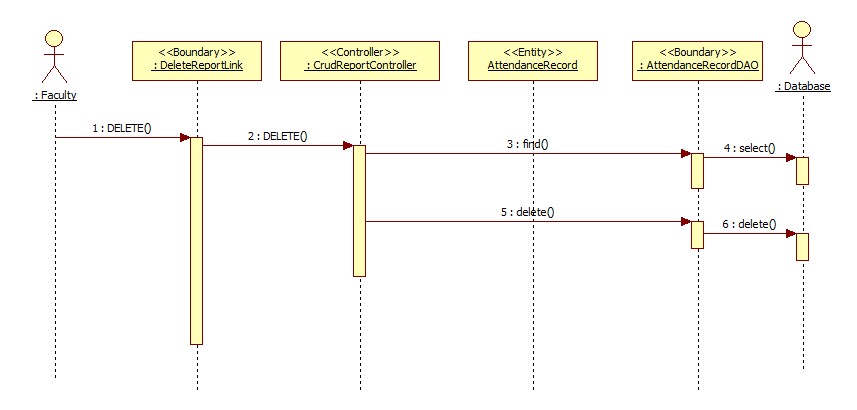 <<Boundary>>
: DeleteReportLink
<<Controller>>
: CrudReportController
<<Entity>>
AttendanceRecord
<<Boundary>>
: AttendanceRecordDAO
: Faculty
: Database
1 : DELETE()
2 : DELETE()
3 : find()
4 : select()
5 : delete()
6 : delete()